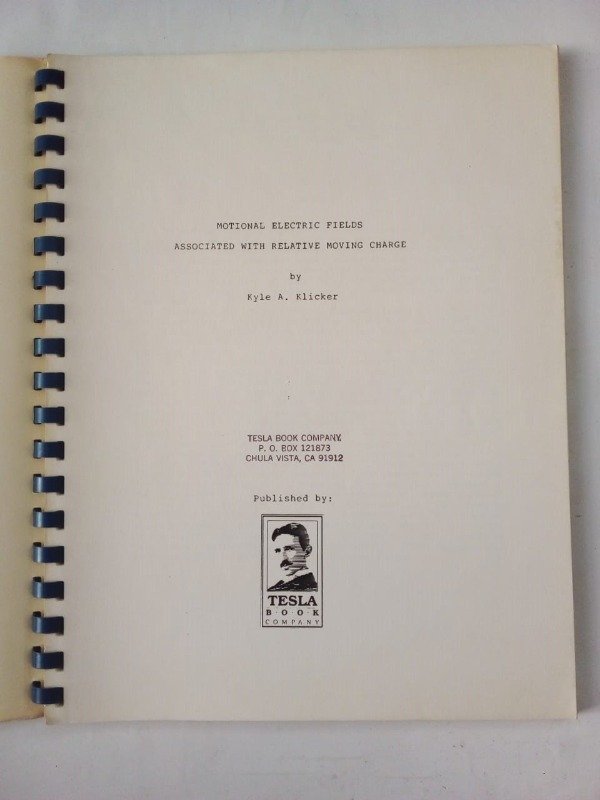 MOTIONAL ELECTRIC FIELDS
ASSOCIATED WITH RELATIVE MOVING CHARGE
by
Kyle A. Klicker
TESLA BOOK COMPANY
P. O. BOX 121873
CHULA VISTA, CA 91912
Published by:
TESLA
B·O·O·K
COMPANY